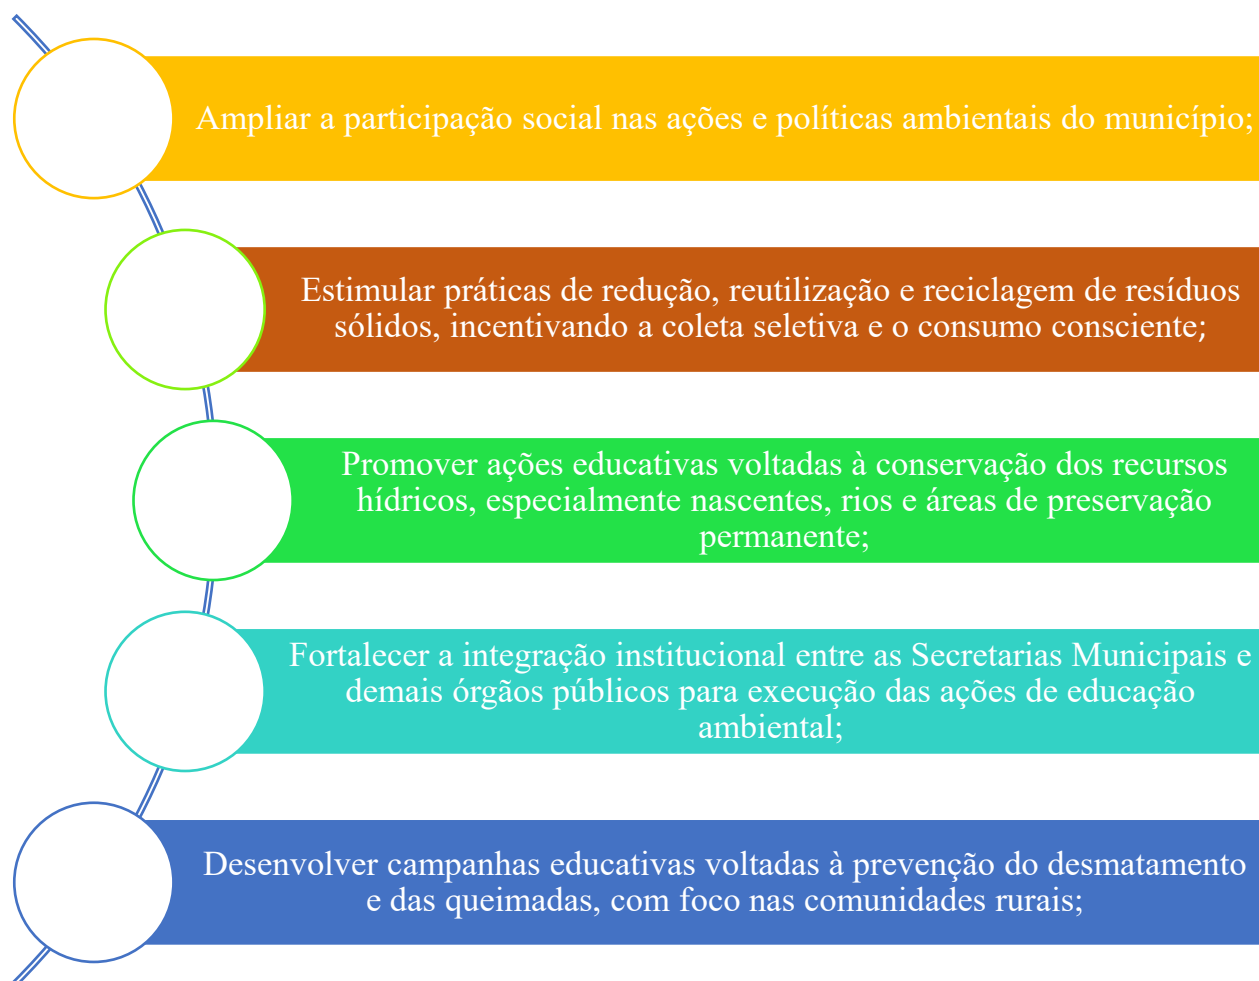 Ampliar a participação social nas ações e políticas ambientais do município;
Estimular práticas de redução, reutilização e reciclagem de resíduos
sólidos, incentivando a coleta seletiva e o consumo consciente;
Promover ações educativas voltadas à conservação dos recursos
hídricos, especialmente nascentes, rios e áreas de preservação
permanente;
Fortalecer a integração institucional entre as Secretarias Municipais e
demais órgãos públicos para execução das ações de educação
ambiental;
Desenvolver campanhas educativas voltadas à prevenção do desmatamento
e das queimadas, com foco nas comunidades rurais;